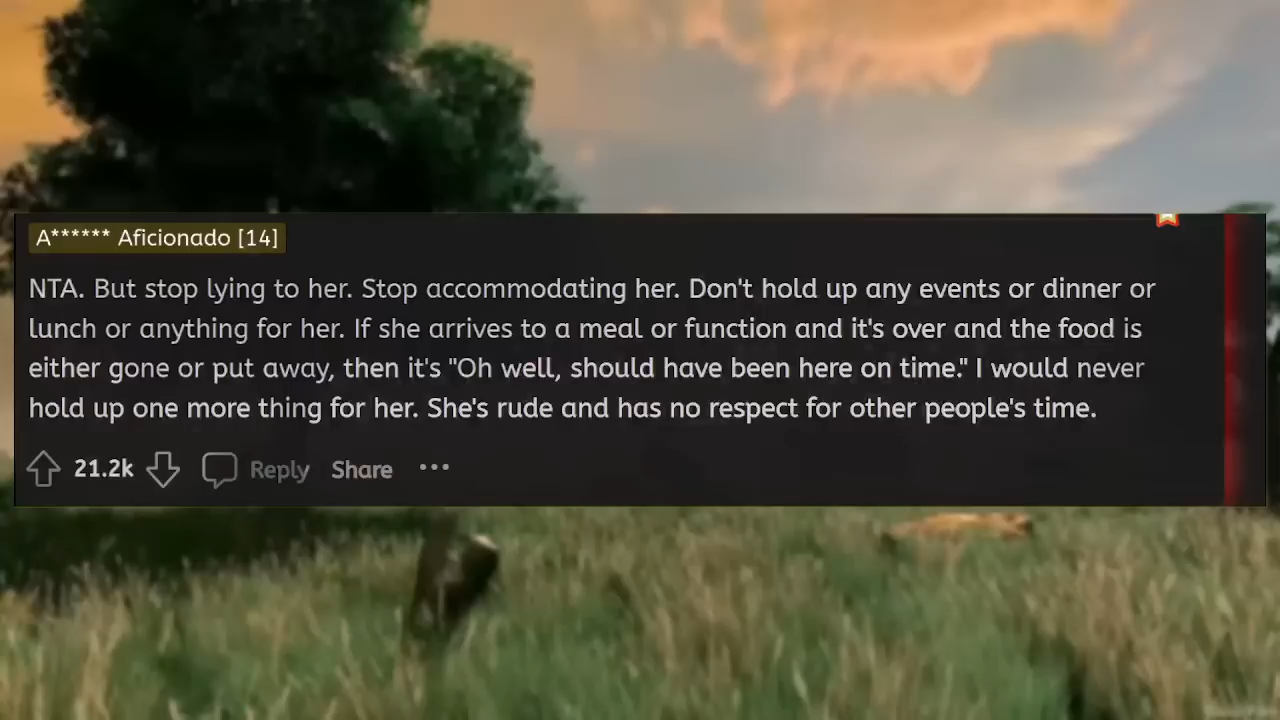 A****** Aficionado [14]
NTA. But stop lying to her. Stop accommodating her. Don't hold up any events or dinner or
lunch or anything for her. If she arrives to a meal or function and it's over and the food is
either gone or put away, then it's "Oh well, should have been here on time." I would never
hold up one more thing for her. She's rude and has no respect for other people's time.
21.2k Reply Share ···